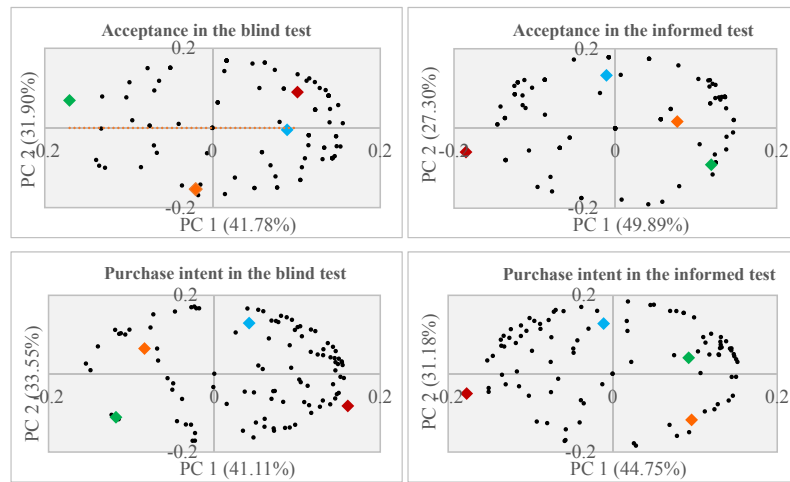 Acceptance in the blind test
0.2
-0.2
0
0.2
-0.2
PC 2 (31.90%)
PC 1 (41.78%)
Acceptance in the informed test
0.2
-0.2
0
0.2
-0.2
PC 2 (27.30%)
PC 1 (49.89%)
Purchase intent in the blind test
0.2
-0.2
0
0.2
-0.2
PC 2 (33.55%)
PC 1 (41.11%)
Purchase intent in the informed test
0.2
-0.2
0
0.2
-0.2
PC 2 (31.18%)
PC 1 (44.75%)